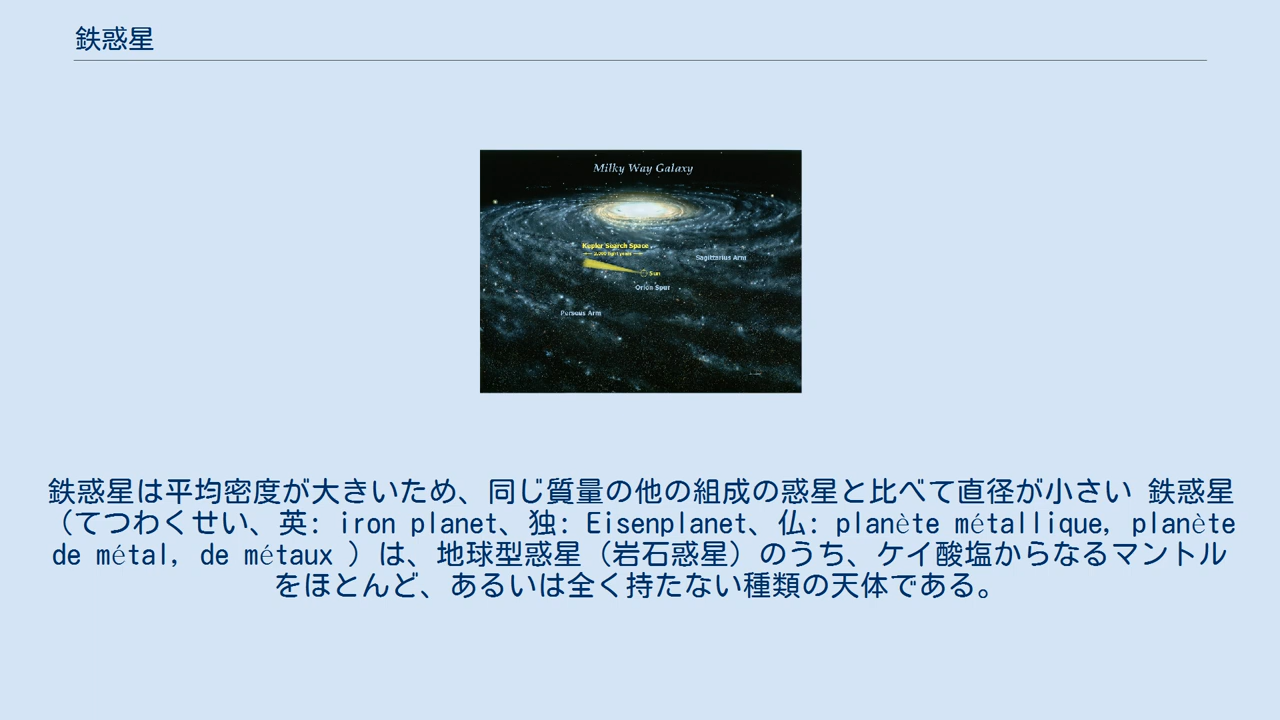 鉄惑星
Milky Way Galaxy
Kepler Search Space
3,000 light years
Sun
Sagittarius Arm
Orion Spur
Perseus Arm
鉄惑星は平均密度が大きいため、同じ質量の他の組成の惑星と比べて直径が小さい 鉄惑星
（てつわくせい、英: iron planet、独: Eisenplanet、仏: planète métallique, planète
de métal, de métaux ）は、地球型惑星（岩石惑星）のうち、ケイ酸塩からなるマントル
をほとんど、あるいは全く持たない種類の天体である。